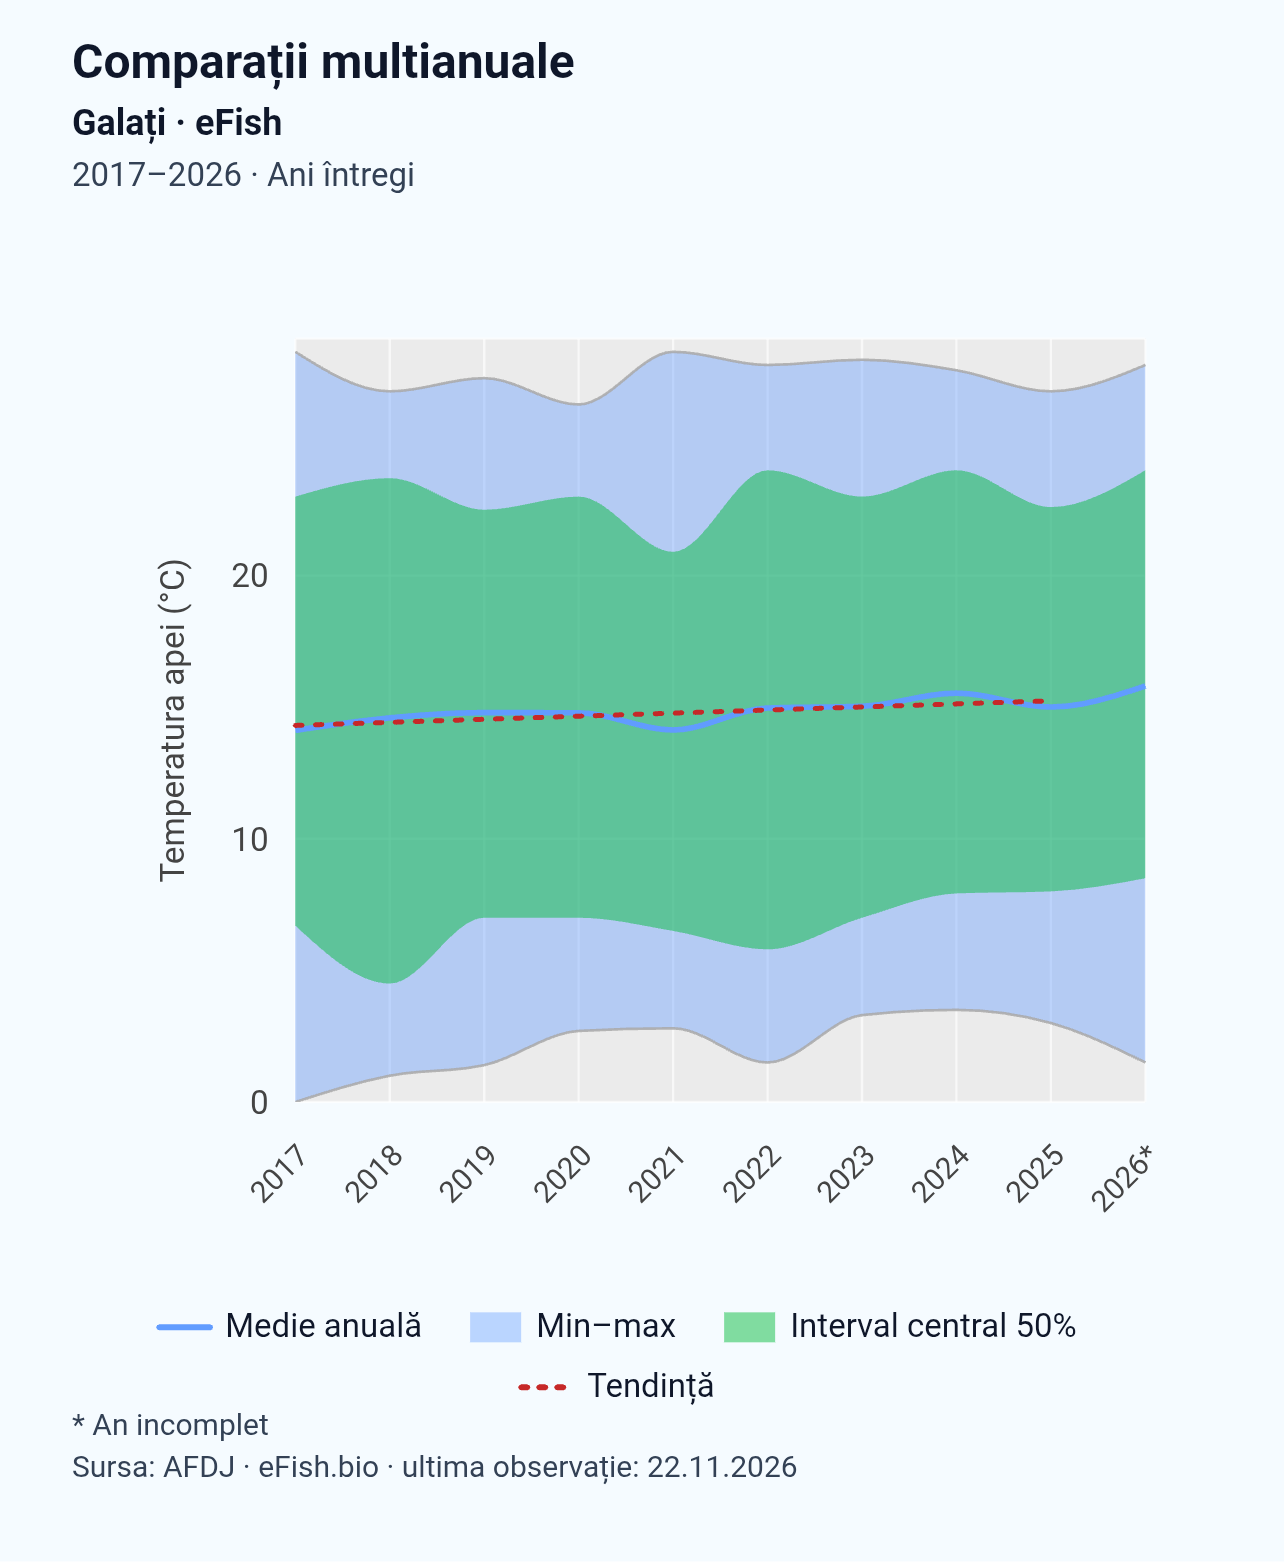 Comparații multianuale
Galați · eFish
2017–2026 · Ani întregi
Temperatura apei (°C)
20
10
0
2017
2018
2019
2020
2021
2022
2023
2024
2025
2026*
Medie anuală
Min–max
Interval central 50%
Tendință
* An incomplet
Sursa: AFDJ · eFish.bio · ultima observație: 22.11.2026